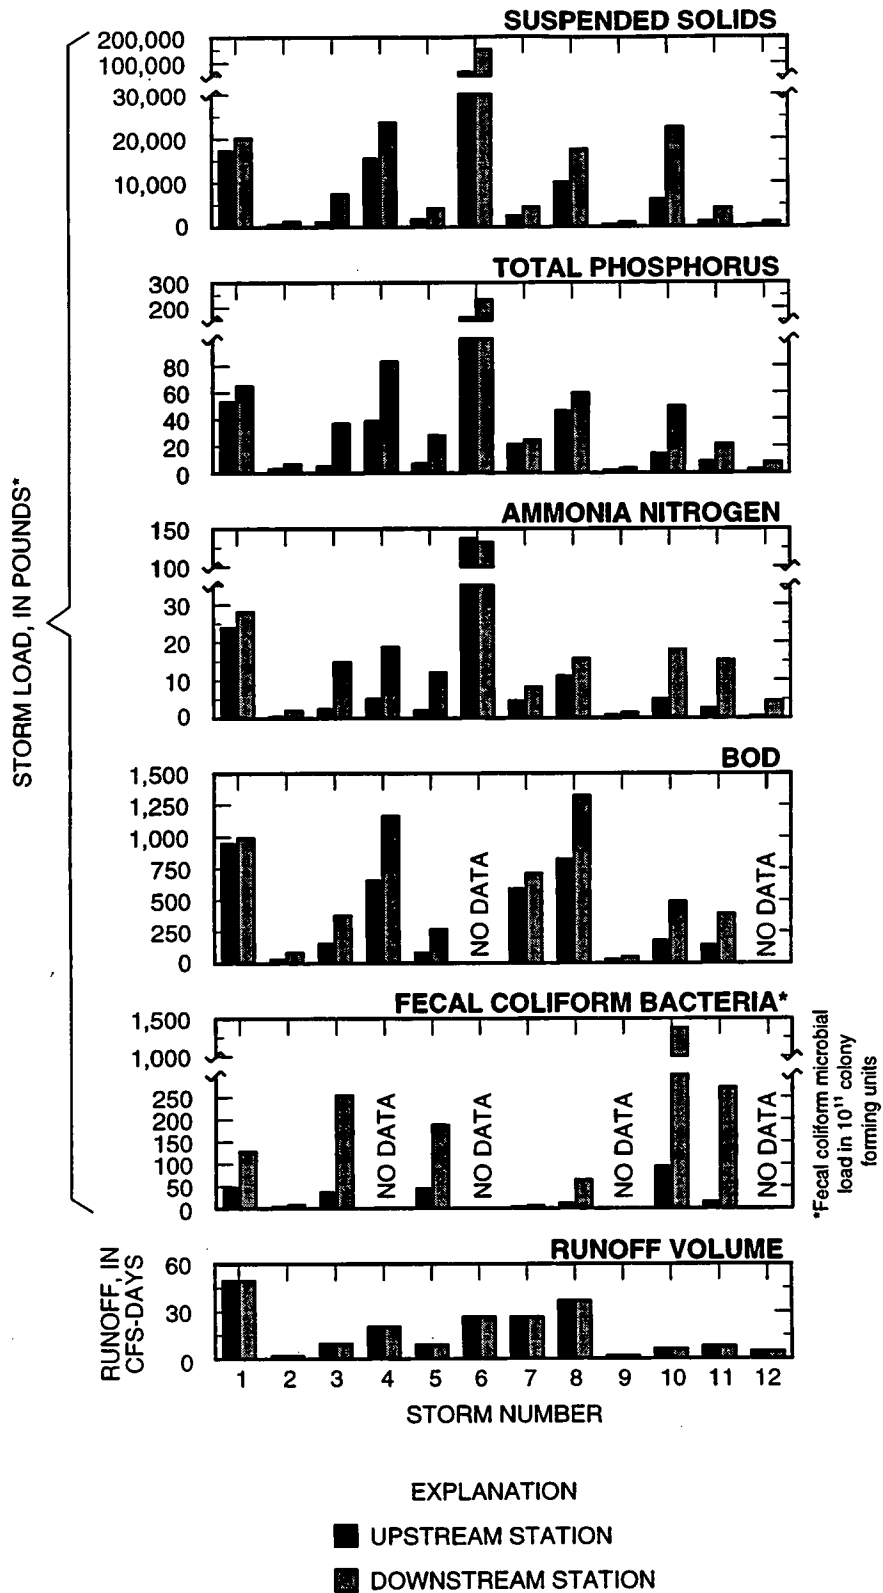 SUSPENDED SOLIDS
200,000
100,000
30,000
20,000
10,000
0
TOTAL PHOSPHORUS
300
200
80
60
40
20
0
AMMONIA NITROGEN
150
100
30
20
10
0
BOD
1,500
1,250
1,000
750
500
250
0
NO DATA
NO DATA
FECAL COLIFORM BACTERIA*
1,500
1,000
250
200
150
100
50
0
NO DATA
NO DATA
NO DATA
NO DATA
STORM LOAD, IN POUNDS*
*Fecal coliform microbial
load in 10¹¹ colony
forming units
RUNOFF VOLUME
RUNOFF, IN
CFS-DAYS
60
30
0
1 2 3 4 5 6 7 8 9 10 11 12
STORM NUMBER
EXPLANATION
UPSTREAM STATION
DOWNSTREAM STATION